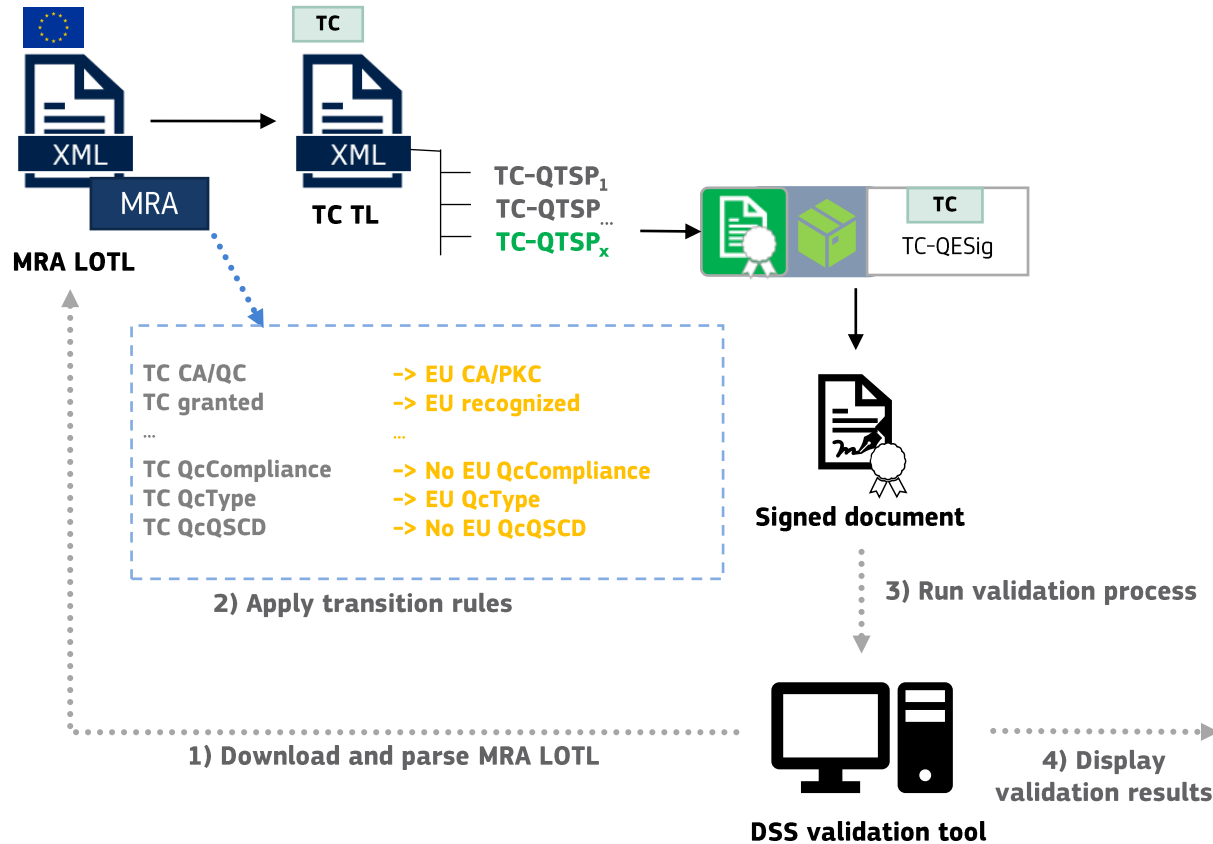 TC
XML
MRA
MRA LOTL
XML
TC TL
TC-QTSP1
TC-QTSP...
TC-QTSPx
TC
TC-QESig
TC CA/QC –> EU CA/PKC
TC granted –> EU recognized
... ...
TC QcCompliance –> No EU QcCompliance
TC QcType –> EU QcType
TC QcQSCD –> No EU QcQSCD
2) Apply transition rules
Signed document
3) Run validation process
1) Download and parse MRA LOTL
4) Display
validation results
DSS validation tool